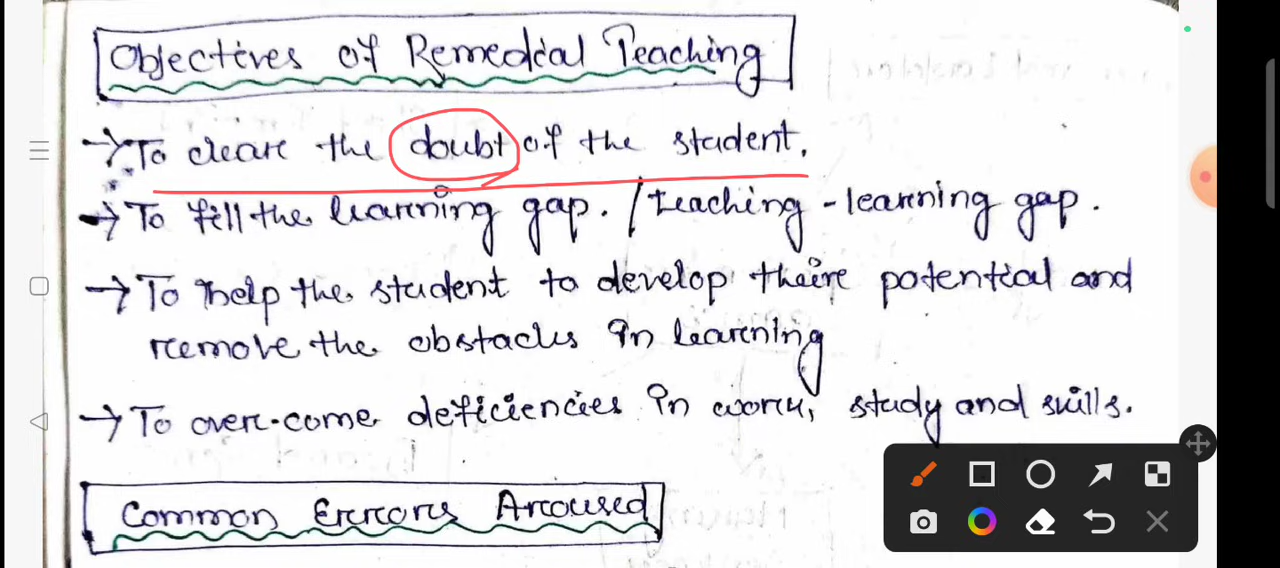 Objectives of Remedial Teaching
→ To clear the doubt of the student.
→ To fill the learning gap. / teaching - learning gap.
→ To help the student to develop their potential and
remove the obstacles in learning
→ To over-come deficiencies in work, study and skills.
Common Errors Aroused